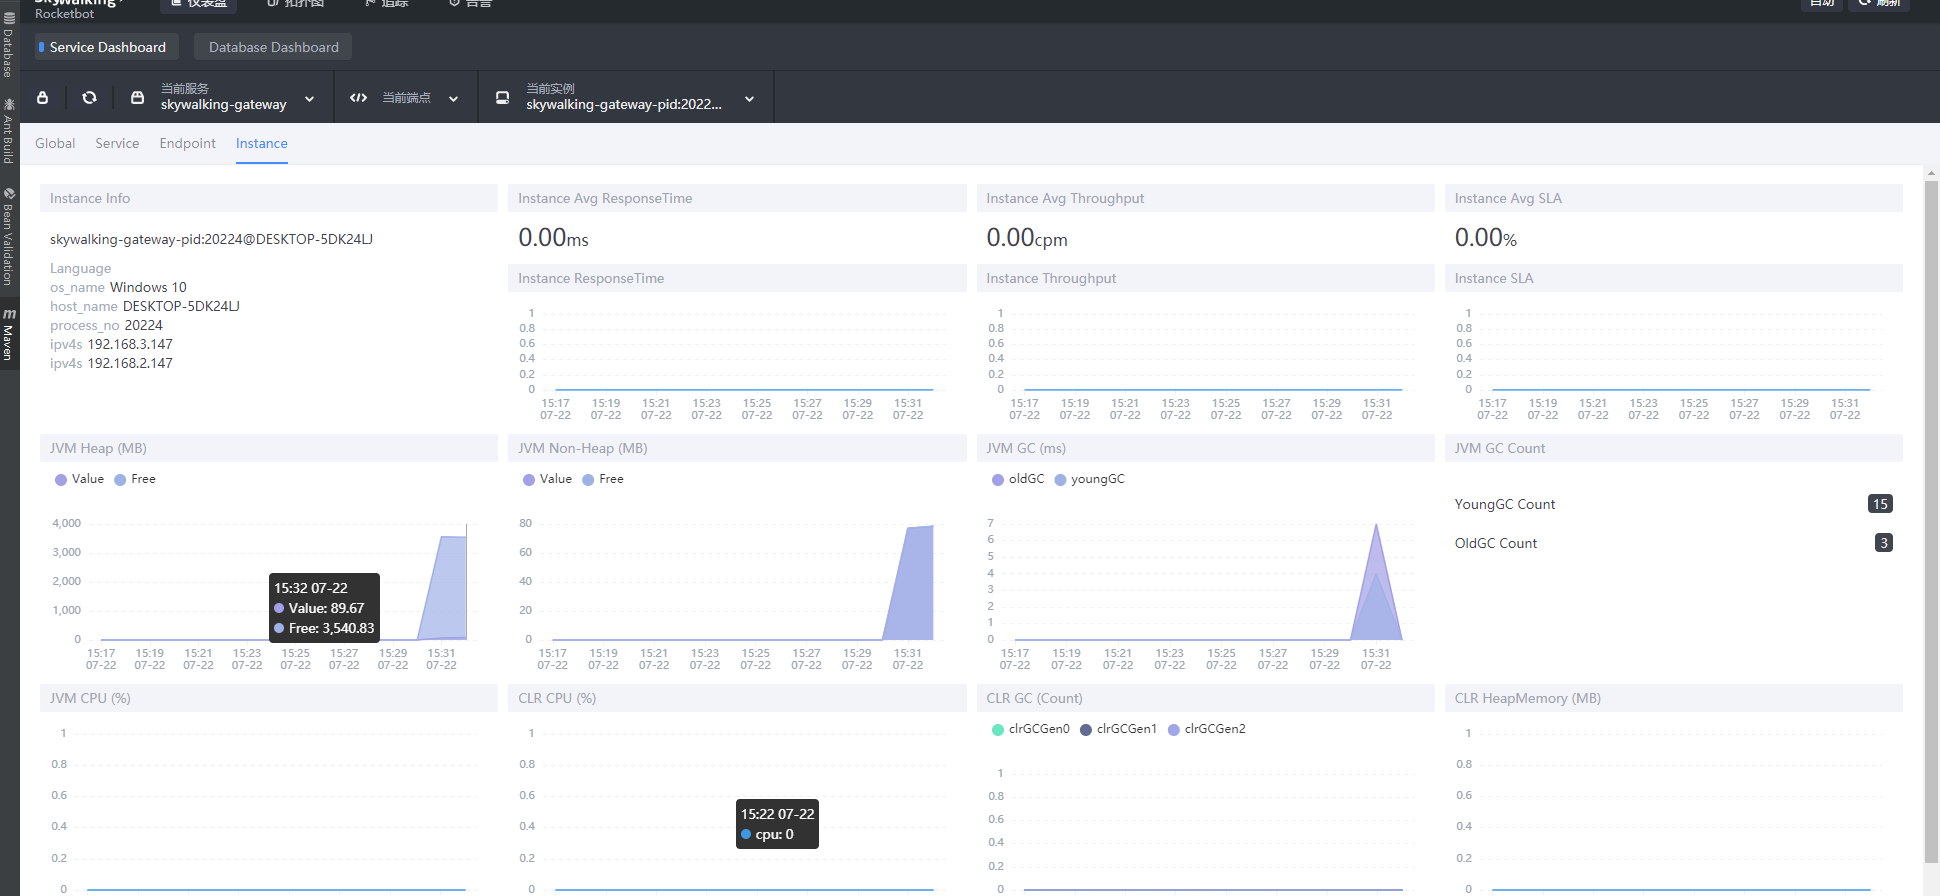 Skywalking
Rocketbot
仪表盘
拓扑图
追踪
告警
自动
刷新
Database
Ant Build
Bean Validation
m Maven
Service Dashboard
Database Dashboard
当前服务
skywalking-gateway
当前端点
当前实例
skywalking-gateway-pid:2022...
Global
Service
Endpoint
Instance
Instance Info
skywalking-gateway-pid:20224@DESKTOP-5DK24LJ
Language
os_name Windows 10
host_name DESKTOP-5DK24LJ
process_no 20224
ipv4s 192.168.3.147
ipv4s 192.168.2.147
Instance Avg ResponseTime
0.00ms
Instance Avg Throughput
0.00cpm
Instance Avg SLA
0.00%
Instance ResponseTime
1
0.8
0.6
0.4
0.2
0
15:17 15:19 15:21 15:23 15:25 15:27 15:29 15:31
07-22 07-22 07-22 07-22 07-22 07-22 07-22 07-22
Instance Throughput
1
0.8
0.6
0.4
0.2
0
15:17 15:19 15:21 15:23 15:25 15:27 15:29 15:31
07-22 07-22 07-22 07-22 07-22 07-22 07-22 07-22
Instance SLA
1
0.8
0.6
0.4
0.2
0
15:17 15:19 15:21 15:23 15:25 15:27 15:29 15:31
07-22 07-22 07-22 07-22 07-22 07-22 07-22 07-22
JVM Heap (MB)
Value Free
4,000
3,000
2,000
1,000
0
15:32 07-22
Value: 89.67
Free: 3,540.83
15:17 15:19 15:21 15:23 15:25 15:27 15:29 15:31
07-22 07-22 07-22 07-22 07-22 07-22 07-22 07-22
JVM Non-Heap (MB)
Value Free
80
60
40
20
0
15:17 15:19 15:21 15:23 15:25 15:27 15:29 15:31
07-22 07-22 07-22 07-22 07-22 07-22 07-22 07-22
JVM GC (ms)
oldGC youngGC
7
6
5
4
3
2
1
0
15:17 15:19 15:21 15:23 15:25 15:27 15:29 15:31
07-22 07-22 07-22 07-22 07-22 07-22 07-22 07-22
JVM GC Count
YoungGC Count 15
OldGC Count 3
JVM CPU (%)
1
0.8
0.6
0.4
0.2
0
CLR CPU (%)
1
0.8
0.6
0.4
0.2
0
15:22 07-22
cpu: 0
CLR GC (Count)
clrGCGen0 clrGCGen1 clrGCGen2
1
0.8
0.6
0.4
0.2
0
CLR HeapMemory (MB)
1
0.8
0.6
0.4
0.2
0